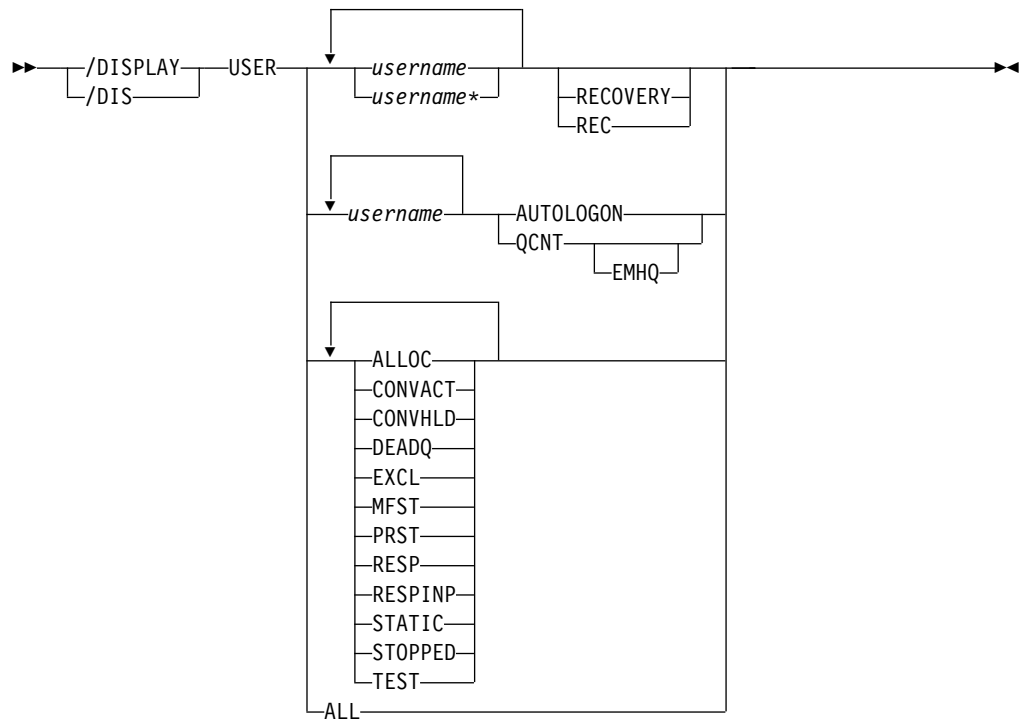 /DISPLAY USER username
/DIS username* RECOVERY
REC
username AUTOLOGON
QCNT
EMHQ
ALLOC
CONVACT
CONVHLD
DEADQ
EXCL
MFST
PRST
RESP
RESPINP
STATIC
STOPPED
TEST
ALL